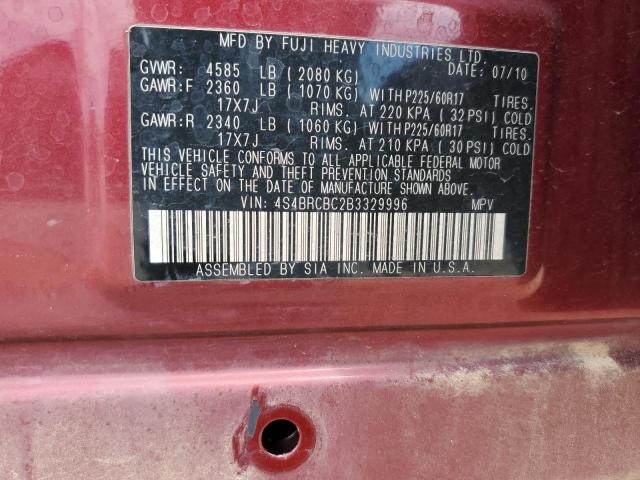 MFD BY FUJI HEAVY INDUSTRIES LTD.
GVWR: 4585 LB ( 2080 KG) DATE: 07/10
GAWR:F 2360 LB ( 1070 KG) WITH P225/60R17 TIRES.
17X7J RIMS. AT 220 KPA ( 32 PSI) COLD
GAWR:R 2340 LB ( 1060 KG) WITH P225/60R17 TIRES.
17X7J RIMS. AT 210 KPA ( 30 PSI) COLD
THIS VEHICLE CONFORMS TO ALL APPLICABLE FEDERAL MOTOR
VEHICLE SAFETY AND THEFT PREVENTION STANDARDS
IN EFFECT ON THE DATE OF MANUFACTURE SHOWN ABOVE.
VIN: 4S4BRCBC2B3329996 MPV
ASSEMBLED BY SIA INC. MADE IN U.S.A.